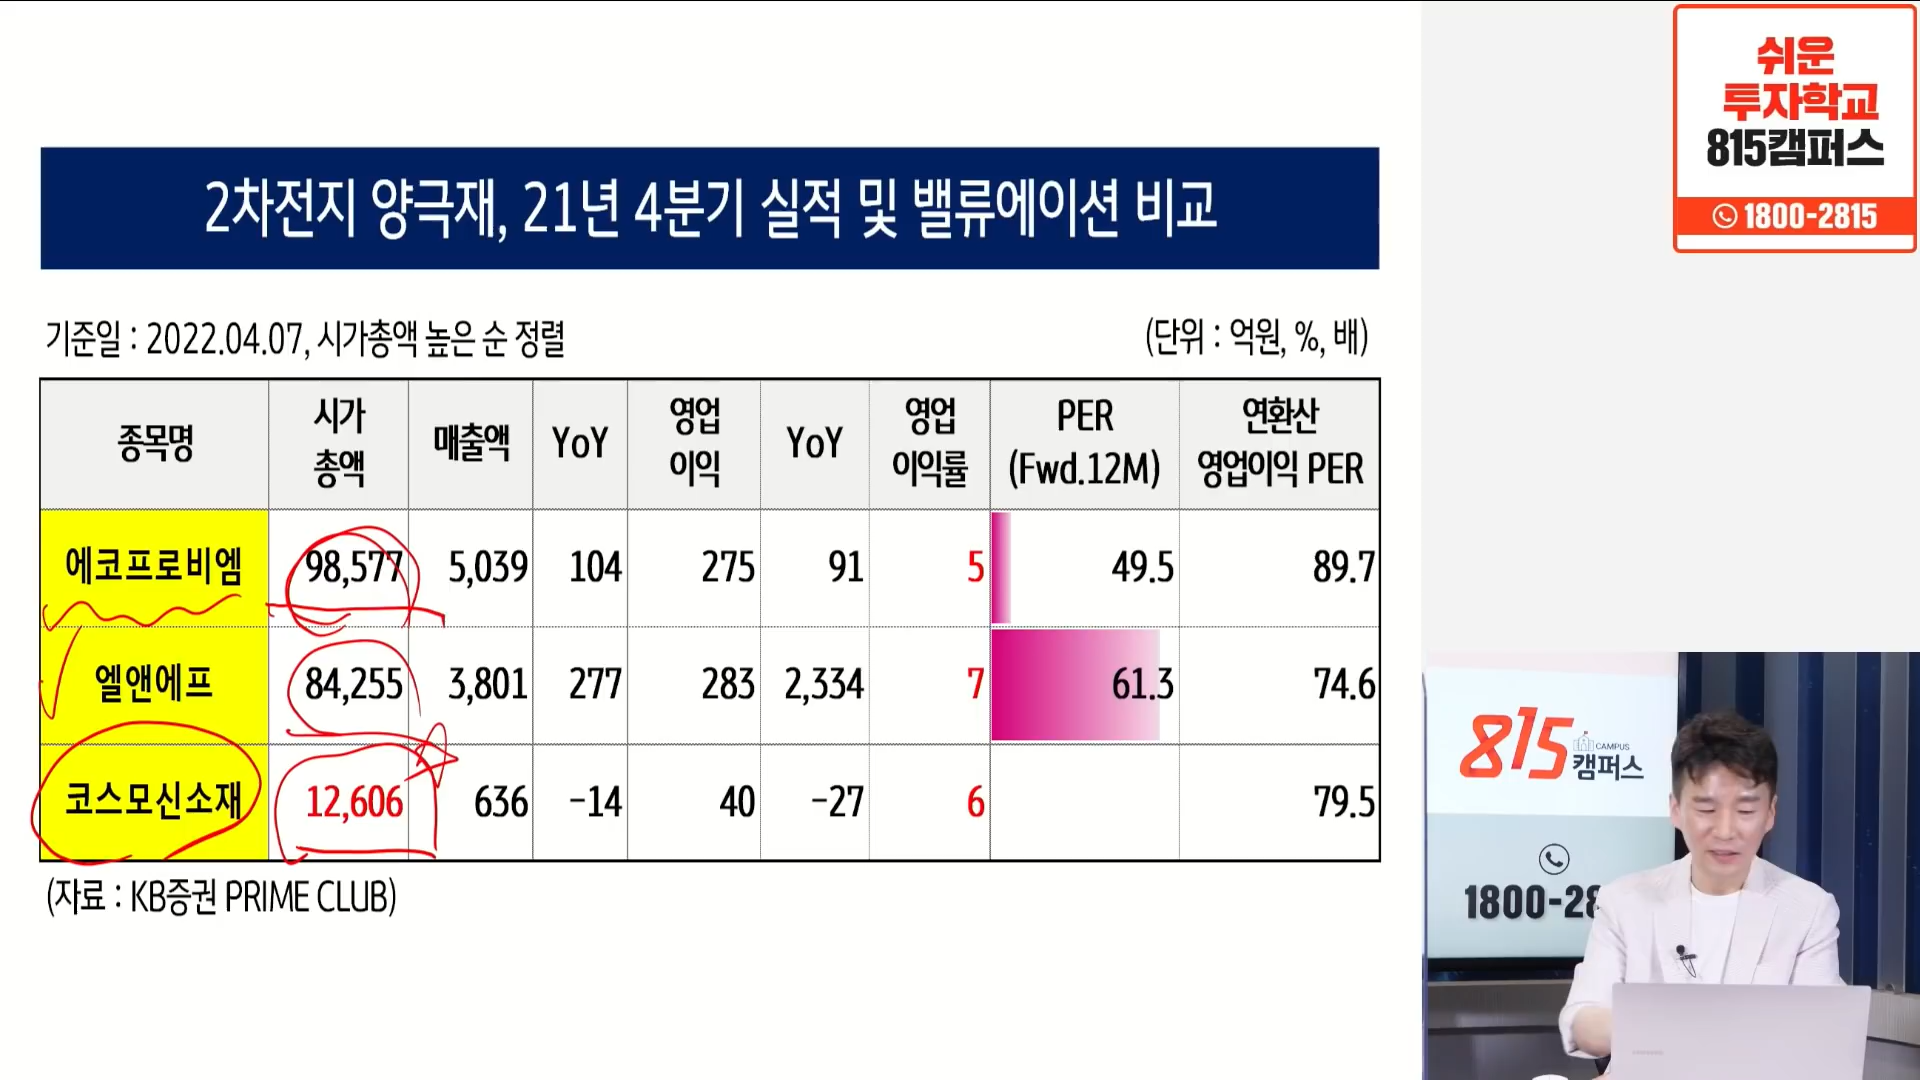 쉬운
투자학교
815캠퍼스
1800-2815
2차전지 양극재, 21년 4분기 실적 및 밸류에이션 비교
기준일 : 2022.04.07, 시가총액 높은 순 정렬
(단위 : 억원, %, 배)
종목명 시가총액 매출액 YoY 영업이익 YoY 영업이익률 PER (Fwd.12M) 연환산 영업이익 PER
에코프로비엠 98,577 5,039 104 275 91 5 49.5 89.7
엘앤에프 84,255 3,801 277 283 2,334 7 61.3 74.6
코스모신소재 12,606 636 -14 40 -27 6 79.5
(자료 : KB증권 PRIME CLUB)
815 CAMPUS
캠퍼스
1800-28